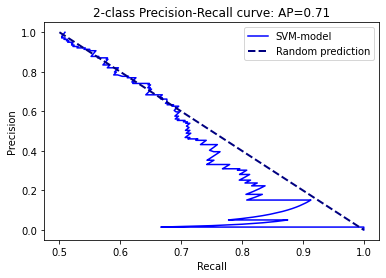 2-class Precision-Recall curve: AP=0.71
SVM-model
Random prediction
Precision
1.0
0.8
0.6
0.4
0.2
0.0
0.5
0.6
0.7
0.8
0.9
1.0
Recall